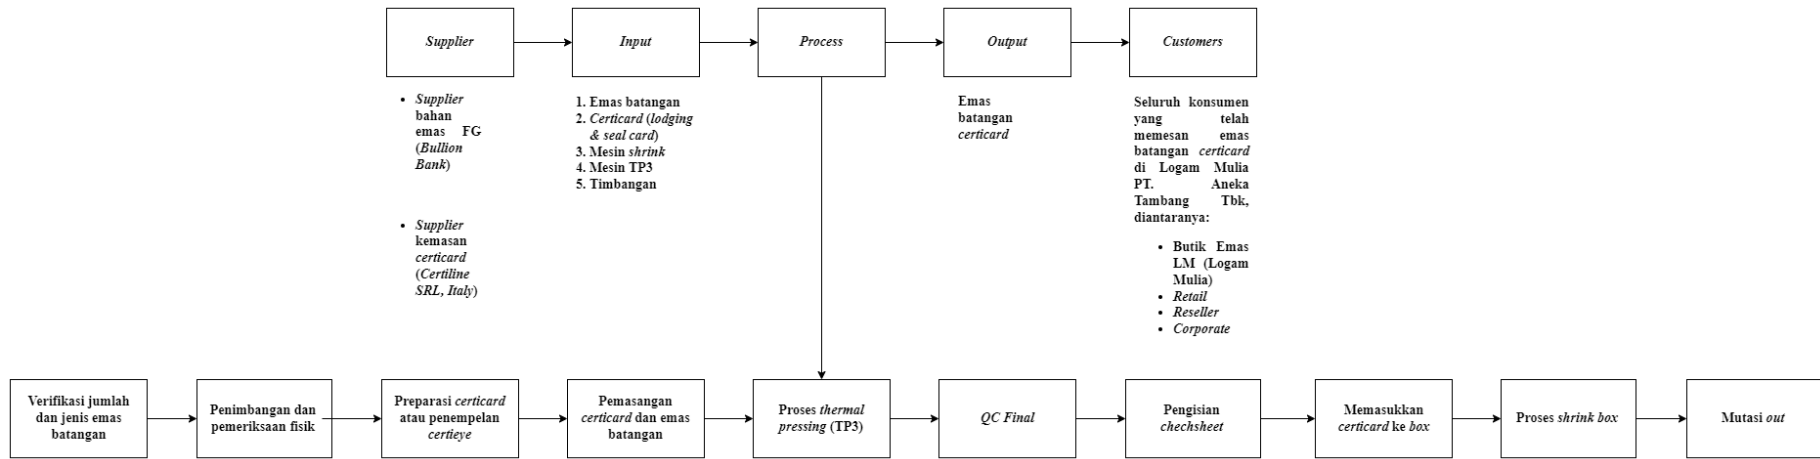 Supplier
Input
Process
Output
Customers
• Supplier
bahan
emas FG
(Bullion
Bank)
• Supplier
kemasan
certicard
(Certiline
SRL, Italy)
1. Emas batangan
2. Certicard (lodging
& seal card)
3. Mesin shrink
4. Mesin TP3
5. Timbangan
Emas
batangan
certicard
Seluruh konsumen
yang telah
memesan emas
batangan certicard
di Logam Mulia
PT. Aneka
Tambang Tbk,
diantaranya:
• Butik Emas
LM (Logam
Mulia)
• Retail
• Reseller
• Corporate
Verifikasi jumlah
dan jenis emas
batangan
Penimbangan dan
pemeriksaan fisik
Preparasi certicard
atau penempelan
certieye
Pemasangan
certicard dan emas
batangan
Proses thermal
pressing (TP3)
QC Final
Pengisian
chechsheet
Memasukkan
certicard ke box
Proses shrink box
Mutasi out